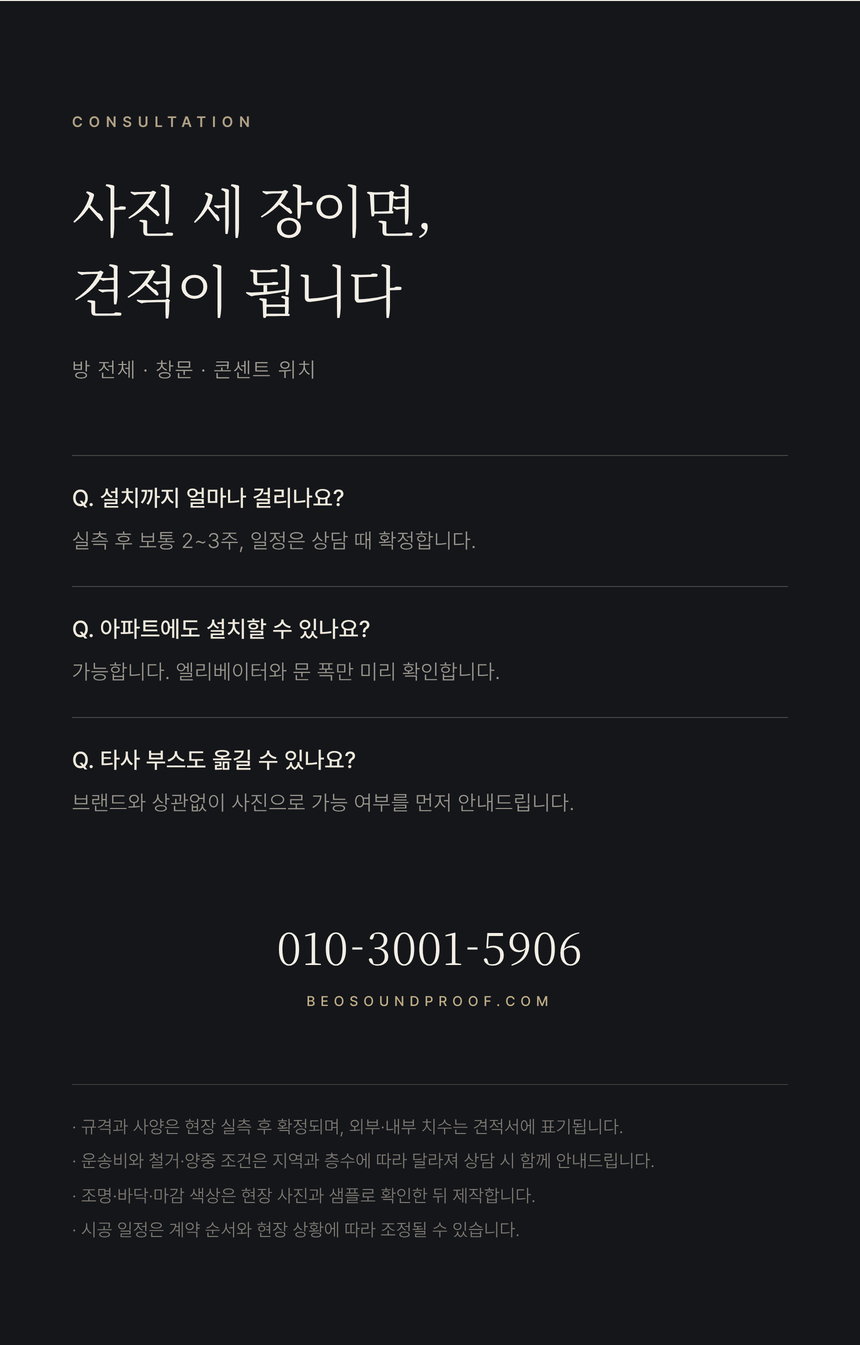 CONSULTATION
사진 세 장이면,
견적이 됩니다
방 전체 · 창문 · 콘센트 위치
Q. 설치까지 얼마나 걸리나요?
실측 후 보통 2~3주, 일정은 상담 때 확정합니다.
Q. 아파트에도 설치할 수 있나요?
가능합니다. 엘리베이터와 문 폭만 미리 확인합니다.
Q. 타사 부스도 옮길 수 있나요?
브랜드와 상관없이 사진으로 가능 여부를 먼저 안내드립니다.
010-3001-5906
BEOSOUNDPROOF.COM
· 규격과 사양은 현장 실측 후 확정되며, 외부·내부 치수는 견적서에 표기됩니다.
· 운송비와 철거·양중 조건은 지역과 층수에 따라 달라져 상담 시 함께 안내드립니다.
· 조명·바닥·마감 색상은 현장 사진과 샘플로 확인한 뒤 제작합니다.
· 시공 일정은 계약 순서와 현장 상황에 따라 조정될 수 있습니다.